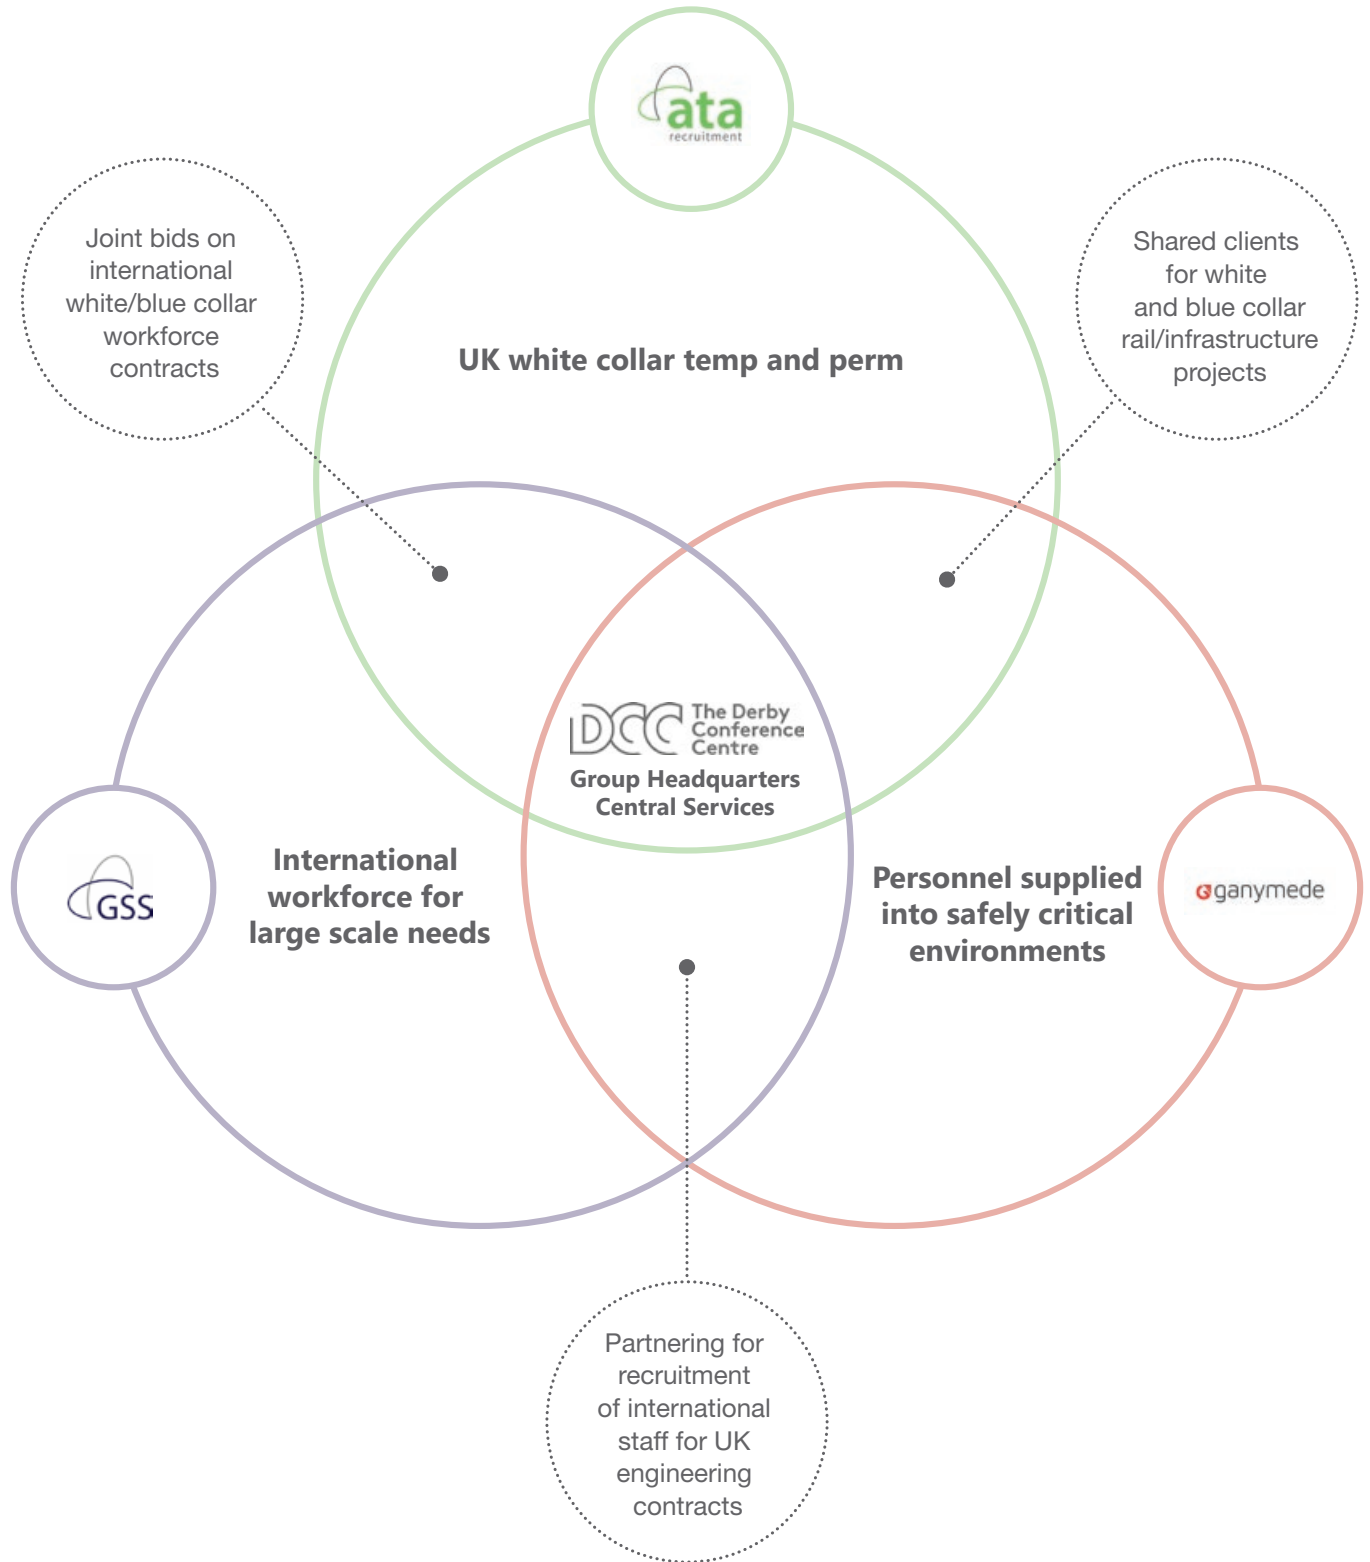 ata
recruitment
Joint bids on
international
white/blue collar
workforce
contracts
Shared clients
for white
and blue collar
rail/infrastructure
projects
UK white collar temp and perm
DCC The Derby
Conference
Centre
Group Headquarters
Central Services
GSS
International
workforce for
large scale needs
Personnel supplied
into safely critical
environments
ganymede
Partnering for
recruitment
of international
staff for UK
engineering
contracts